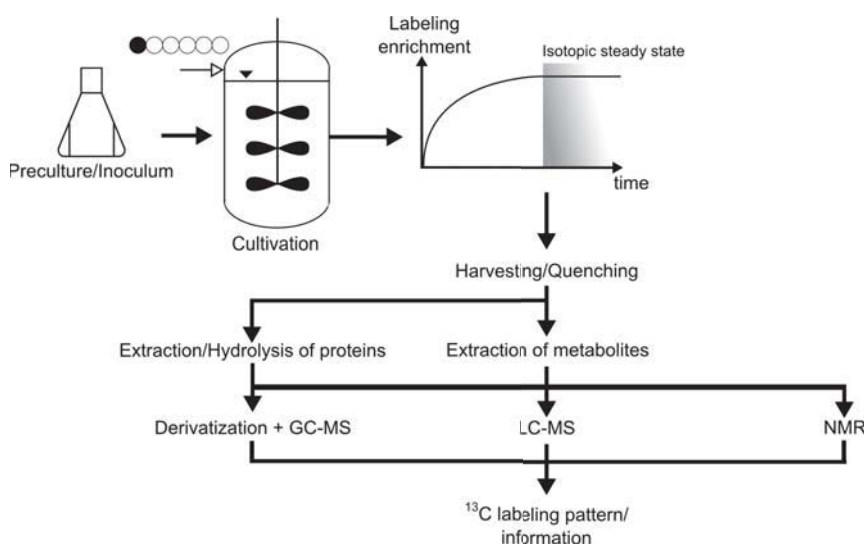 Labeling
enrichment
Isotopic steady state
time
Preculture/Inoculum
Cultivation
Harvesting/Quenching
Extraction/Hydrolysis of proteins
Extraction of metabolites
Derivatization + GC-MS
LC-MS
NMR
¹³C labeling pattern/
information